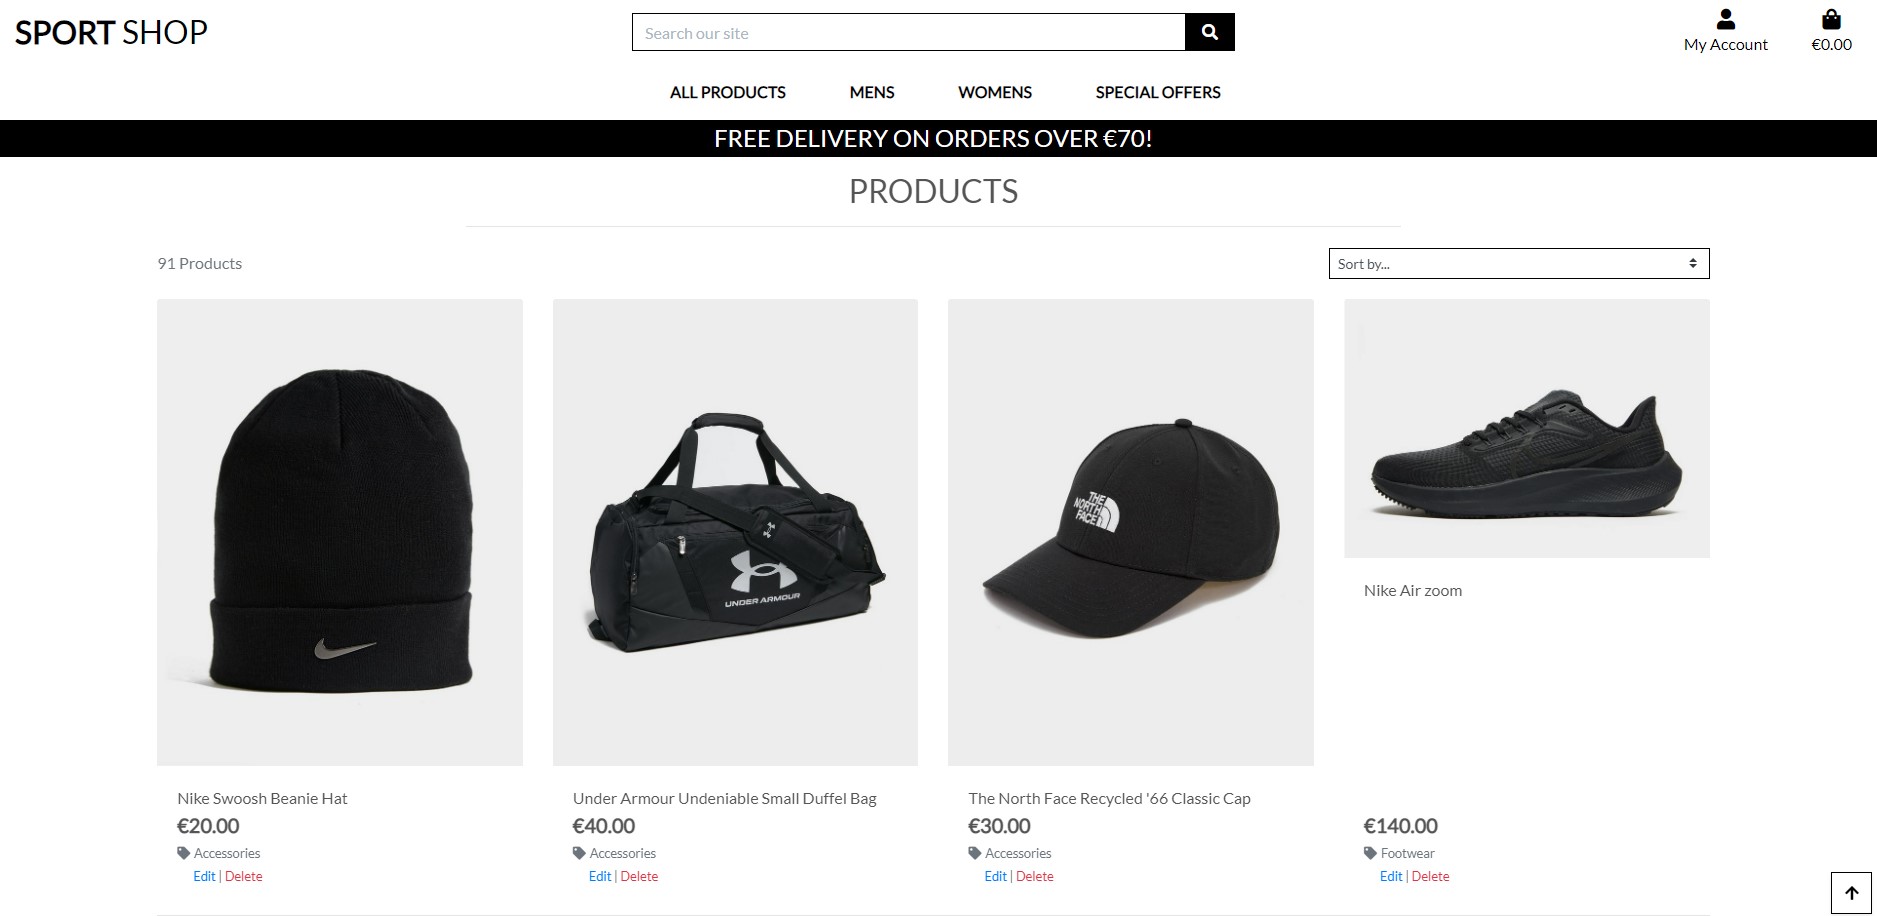 SPORT SHOP
Search our site
My Account
€0.00
ALL PRODUCTS MENS WOMENS SPECIAL OFFERS
FREE DELIVERY ON ORDERS OVER €70!
PRODUCTS
91 Products
Sort by...
THE
NORTH
FACE
UNDER ARMOUR
Nike Air zoom
Nike Swoosh Beanie Hat
€20.00
Accessories
Edit | Delete
Under Armour Undeniable Small Duffel Bag
€40.00
Accessories
Edit | Delete
The North Face Recycled '66 Classic Cap
€30.00
Accessories
Edit | Delete
€140.00
Footwear
Edit | Delete